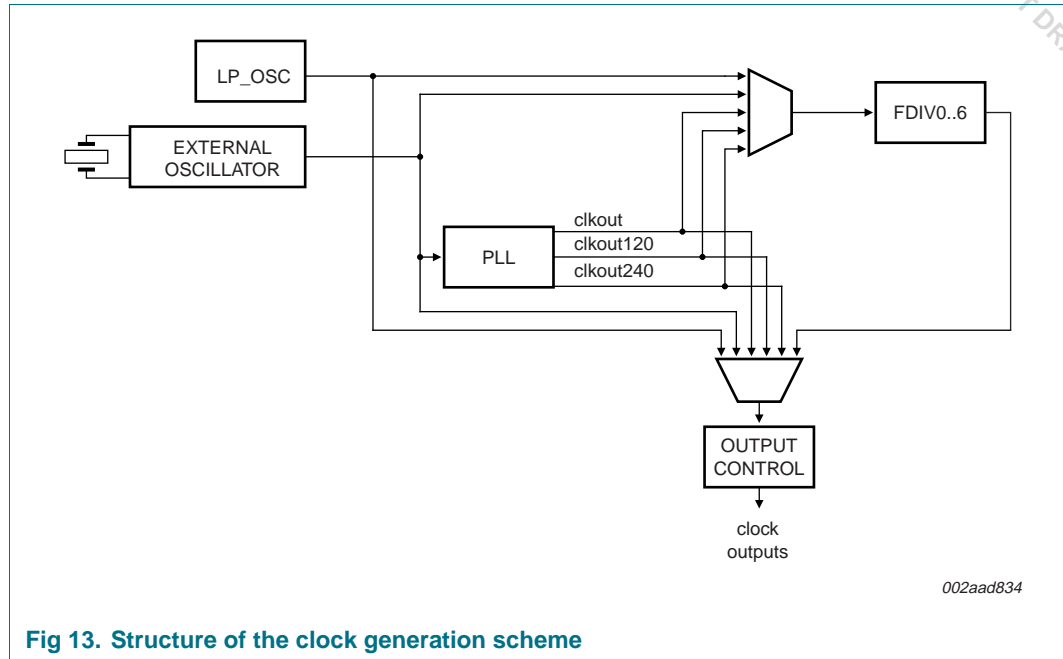 LP_OSC
EXTERNAL
OSCILLATOR
FDIV0..6
PLL
clkout
clkout120
clkout240
OUTPUT
CONTROL
clock
outputs
002aad834
Fig 13. Structure of the clock generation scheme